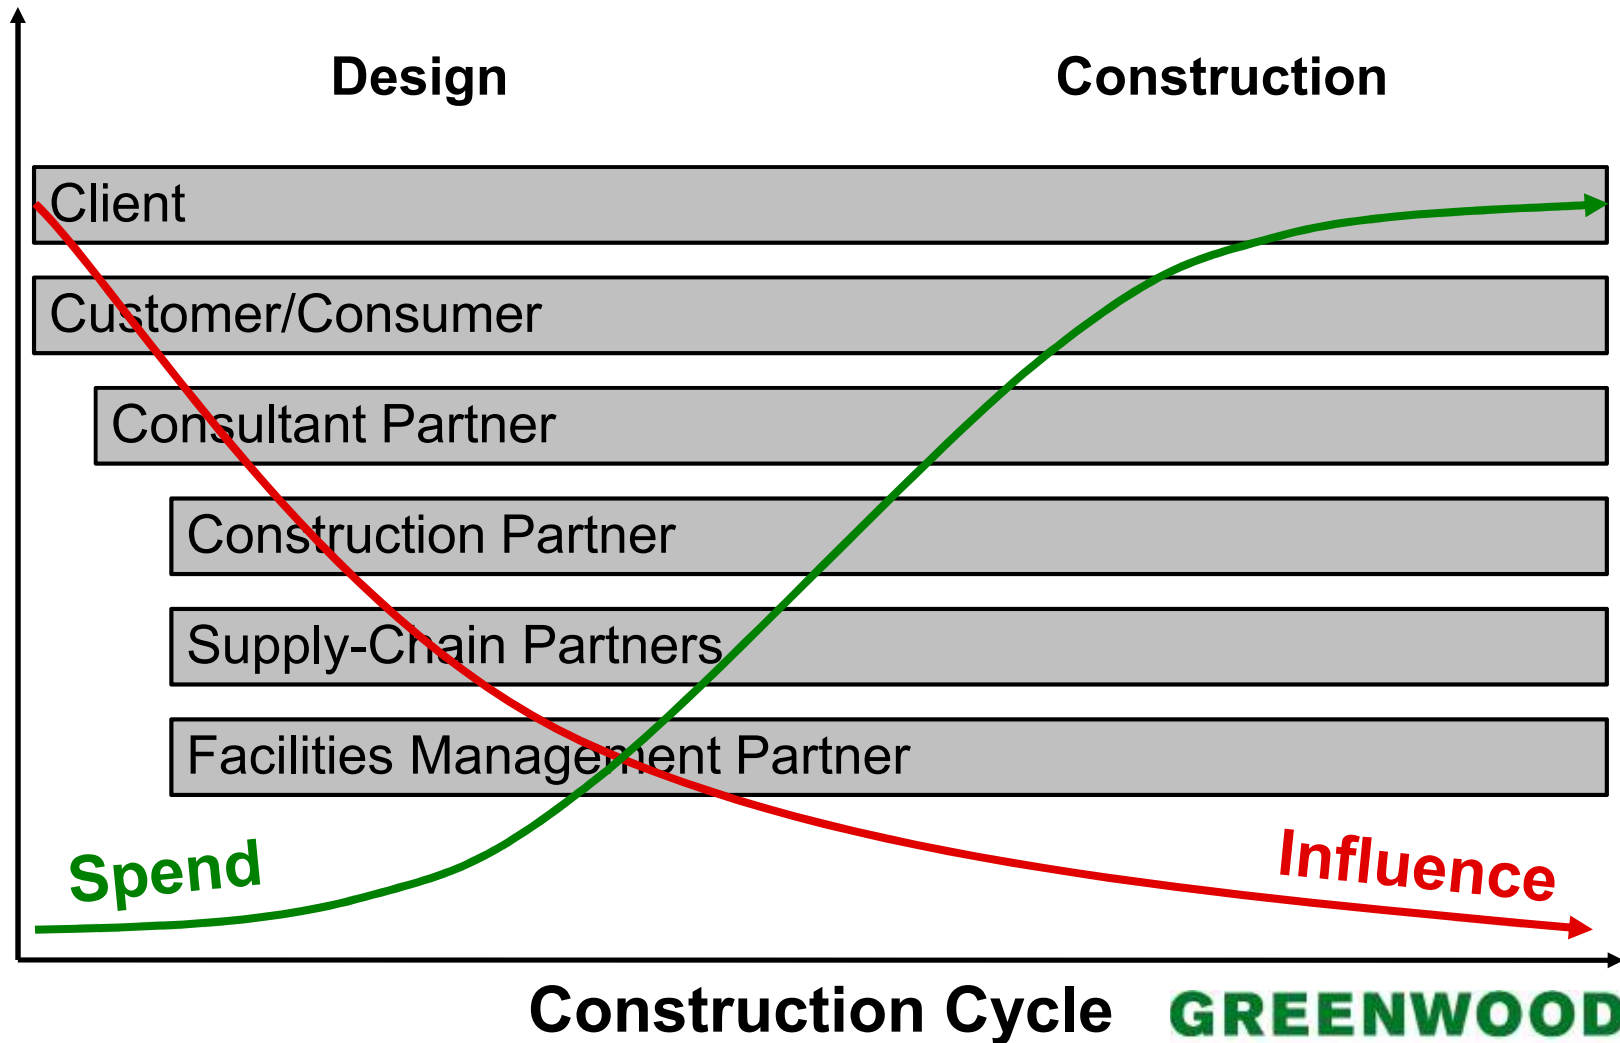 Design
Construction
Client
Customer/Consumer
Consultant Partner
Construction Partner
Supply-Chain Partners
Facilities Management Partner
Spend
Influence
Construction Cycle
GREENWOOD